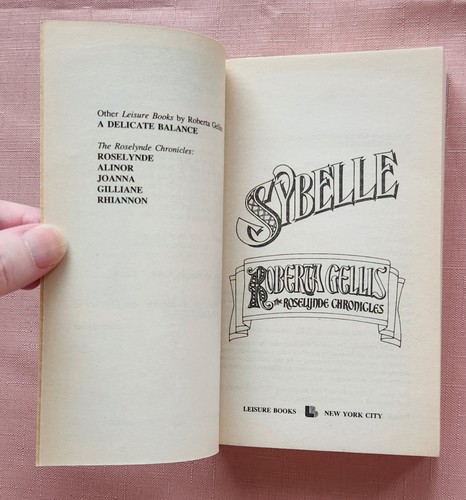 Other Leisure Books by Roberta Gellis
A DELICATE BALANCE
The Roselynde Chronicles:
ROSELYNDE
ALINOR
JOANNA
GILLIANE
RHIANNON
SYBELLE
ROBERTA GELLIS
THE ROSELYNDE CHRONICLES
LEISURE BOOKS LB NEW YORK CITY